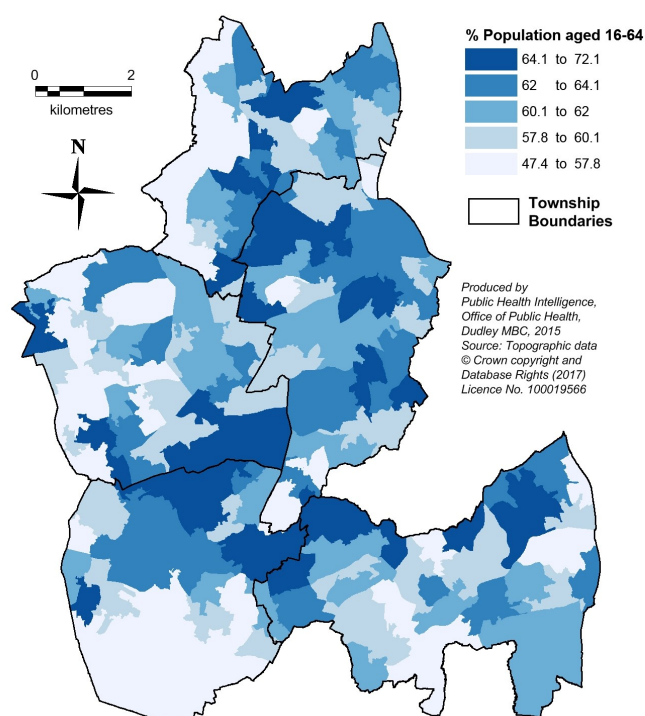 % Population aged 16-64
64.1 to 72.1
62 to 64.1
60.1 to 62
57.8 to 60.1
47.4 to 57.8
Township
Boundaries
0 2
kilometres
N
Produced by
Public Health Intelligence,
Office of Public Health,
Dudley MBC, 2015
Source: Topographic data
© Crown copyright and
Database Rights (2017)
Licence No. 100019566